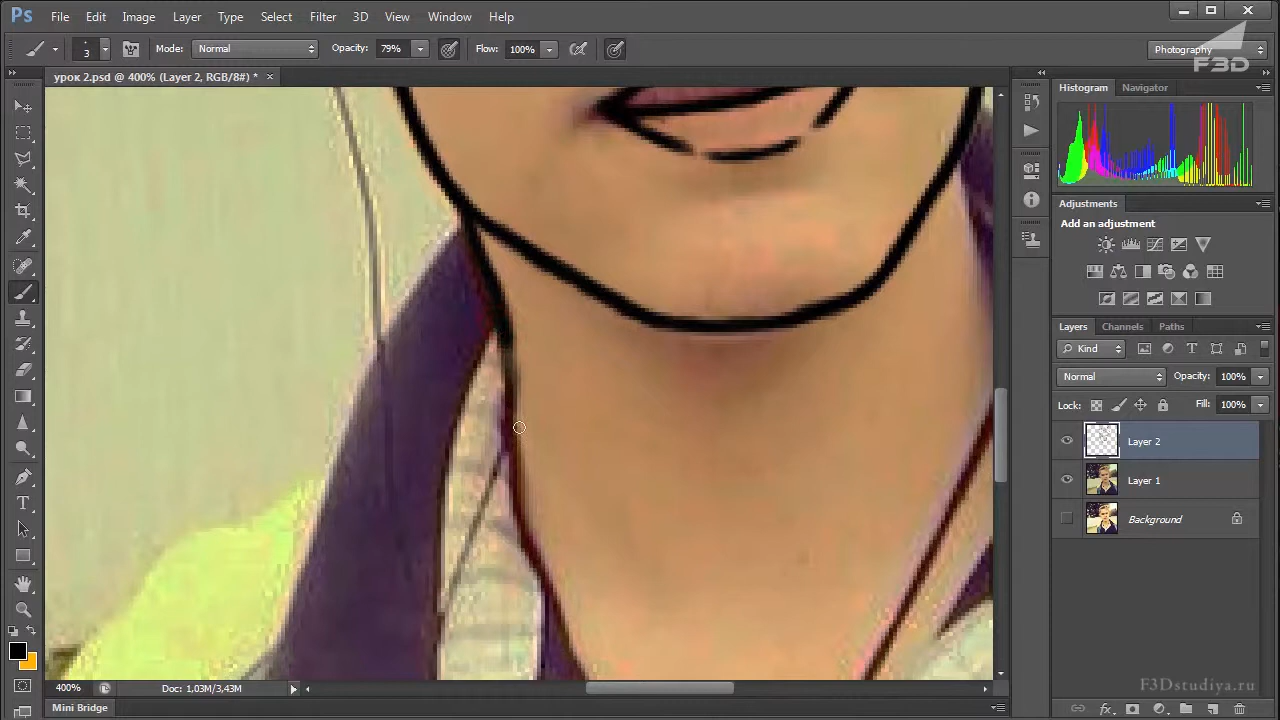 Ps File Edit Image Layer Type Select Filter 3D View Window Help
3 Mode: Normal Opacity: 79% Flow: 100% Photography
F3D
урок 2.psd @ 400% (Layer 2, RGB/8#) * ×
Histogram Navigator
Adjustments
Add an adjustment
Layers Channels Paths
Kind
Normal Opacity: 100%
Lock: Fill: 100%
Layer 2
Layer 1
Background
400% Doc: 1,03M/3,43M
F3Dstudiya.ru
Mini Bridge